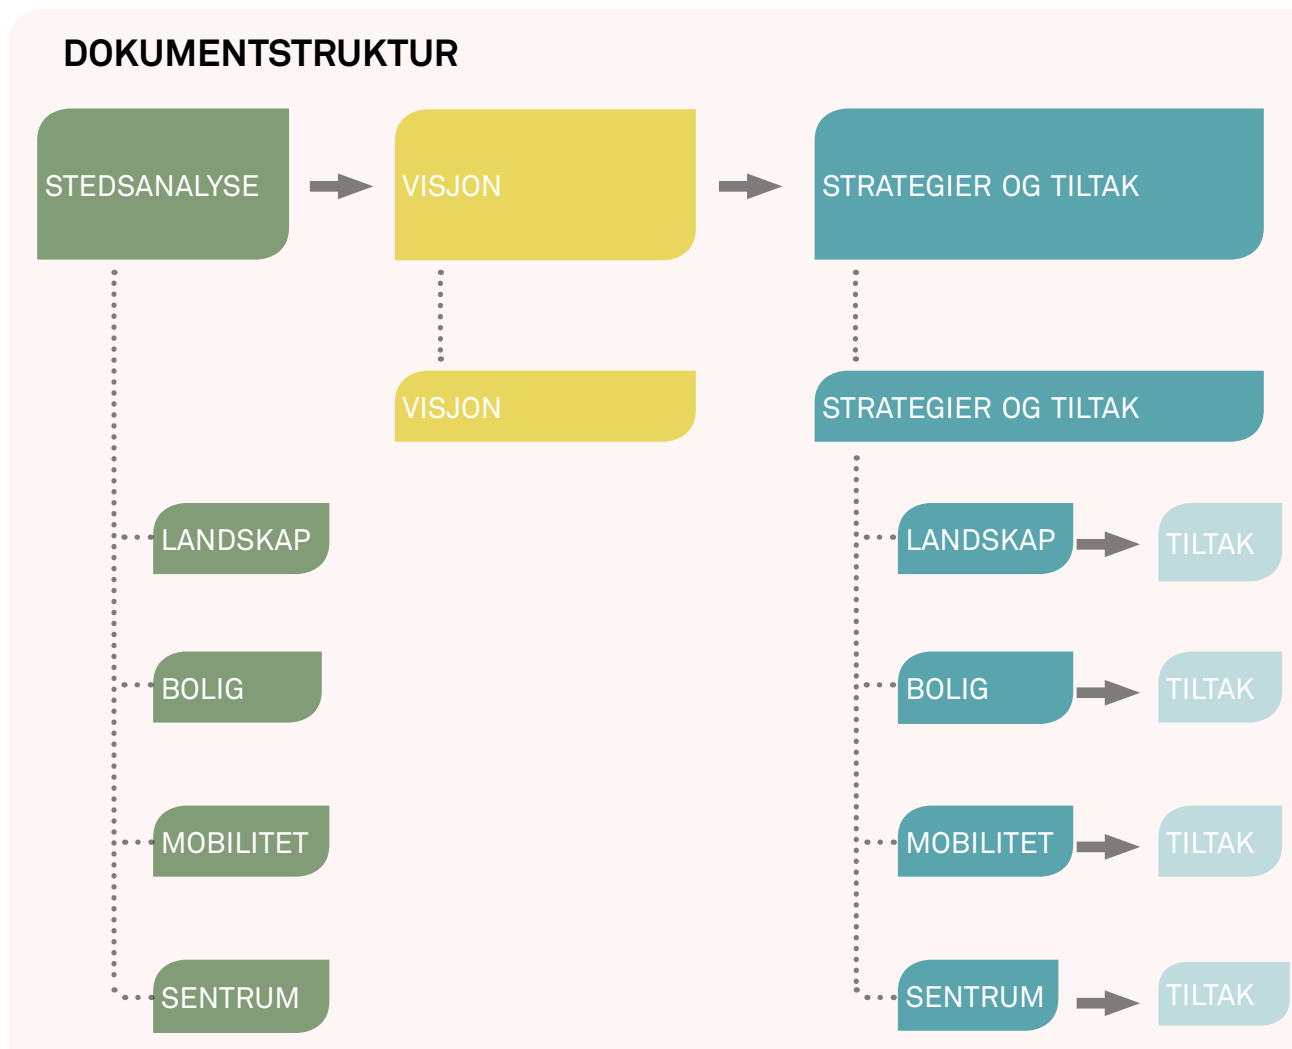 DOKUMENTSTRUKTUR
STEDSANALYSE
VISJON
STRATEGIER OG TILTAK
VISJON
STRATEGIER OG TILTAK
LANDSKAP
LANDSKAP
TILTAK
BOLIG
BOLIG
TILTAK
MOBILITET
MOBILITET
TILTAK
SENTRUM
SENTRUM
TILTAK